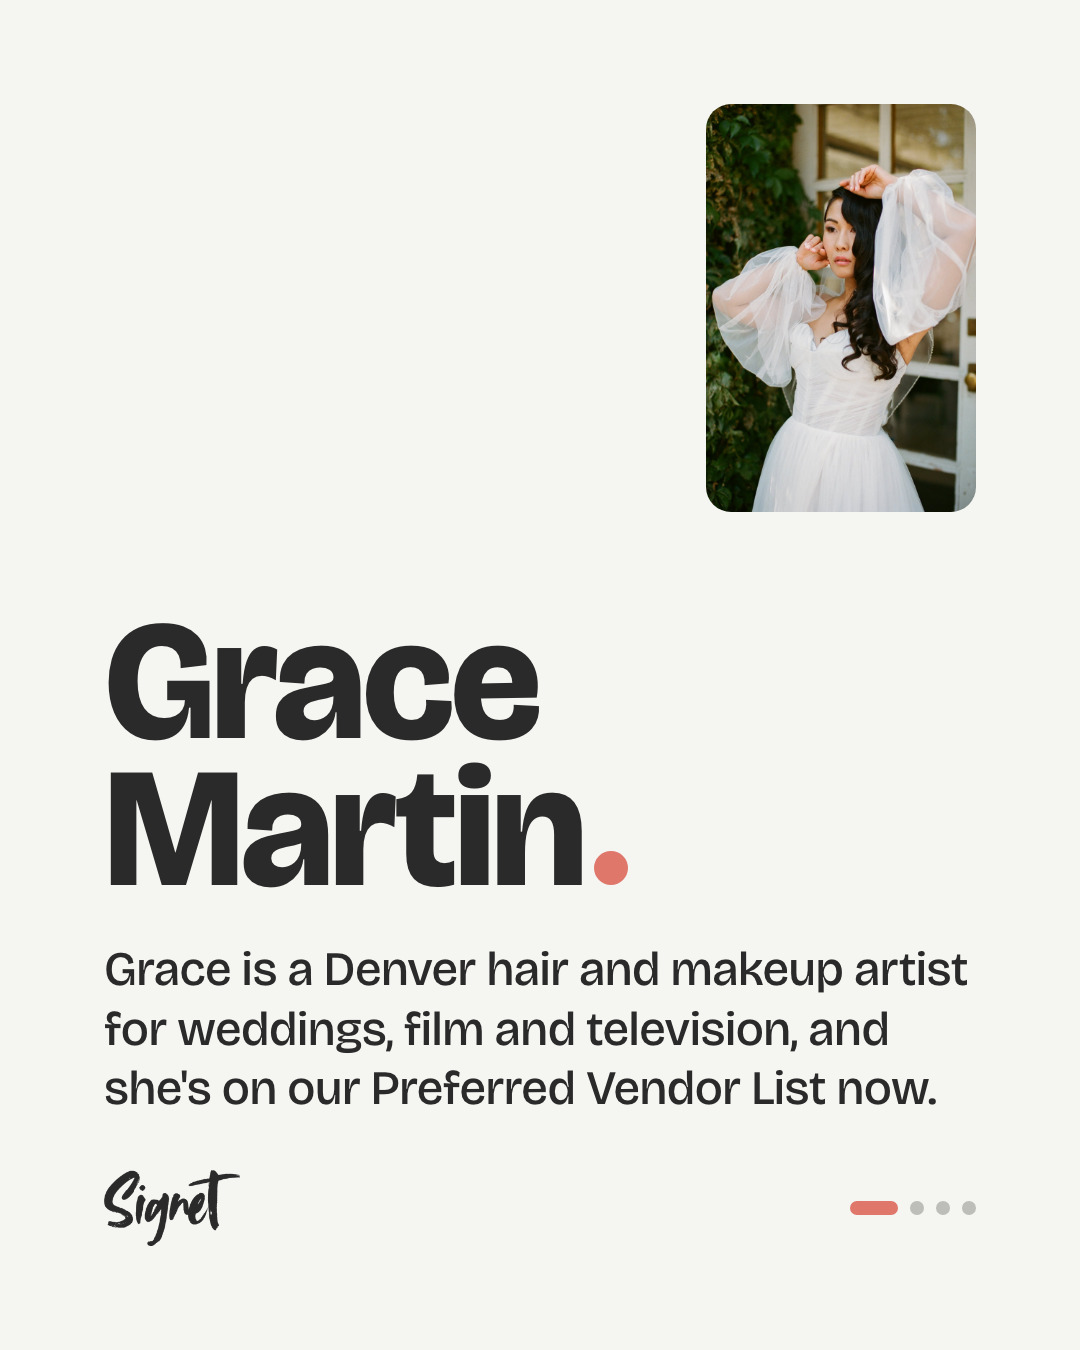 Grace
Martin.
Grace is a Denver hair and makeup artist
for weddings, film and television, and
she's on our Preferred Vendor List now.
Signet